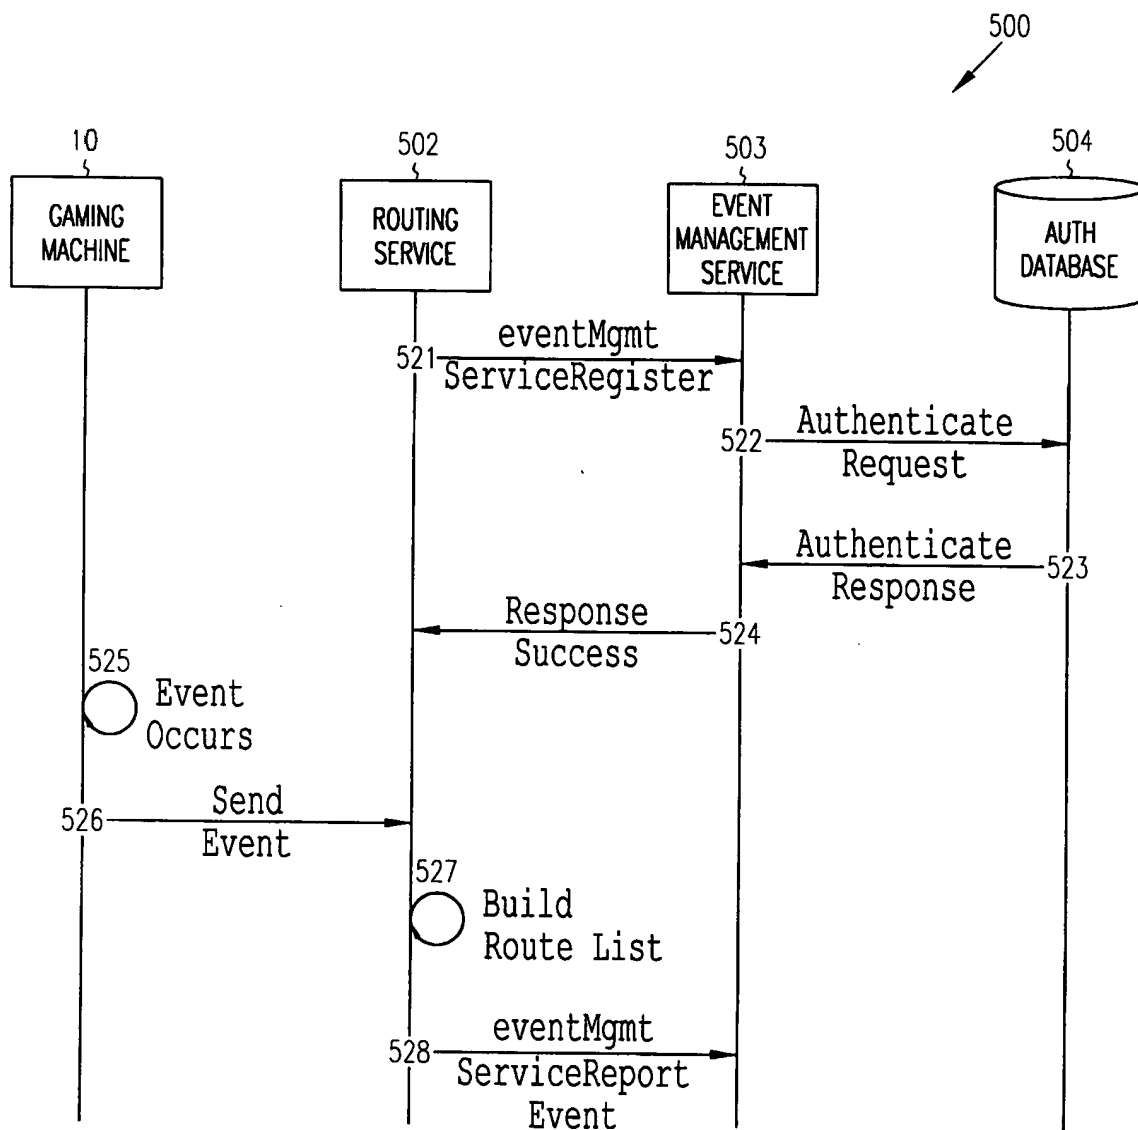 500
10
502
503
504
GAMING
MACHINE
ROUTING
SERVICE
EVENT
MANAGEMENT
SERVICE
AUTH
DATABASE
521
eventMgmt
ServiceRegister
522
Authenticate
Request
Authenticate
Response
523
Response
Success
524
525
Event
Occurs
526
Send
Event
527
Build
Route List
528
eventMgmt
ServiceReport
Event